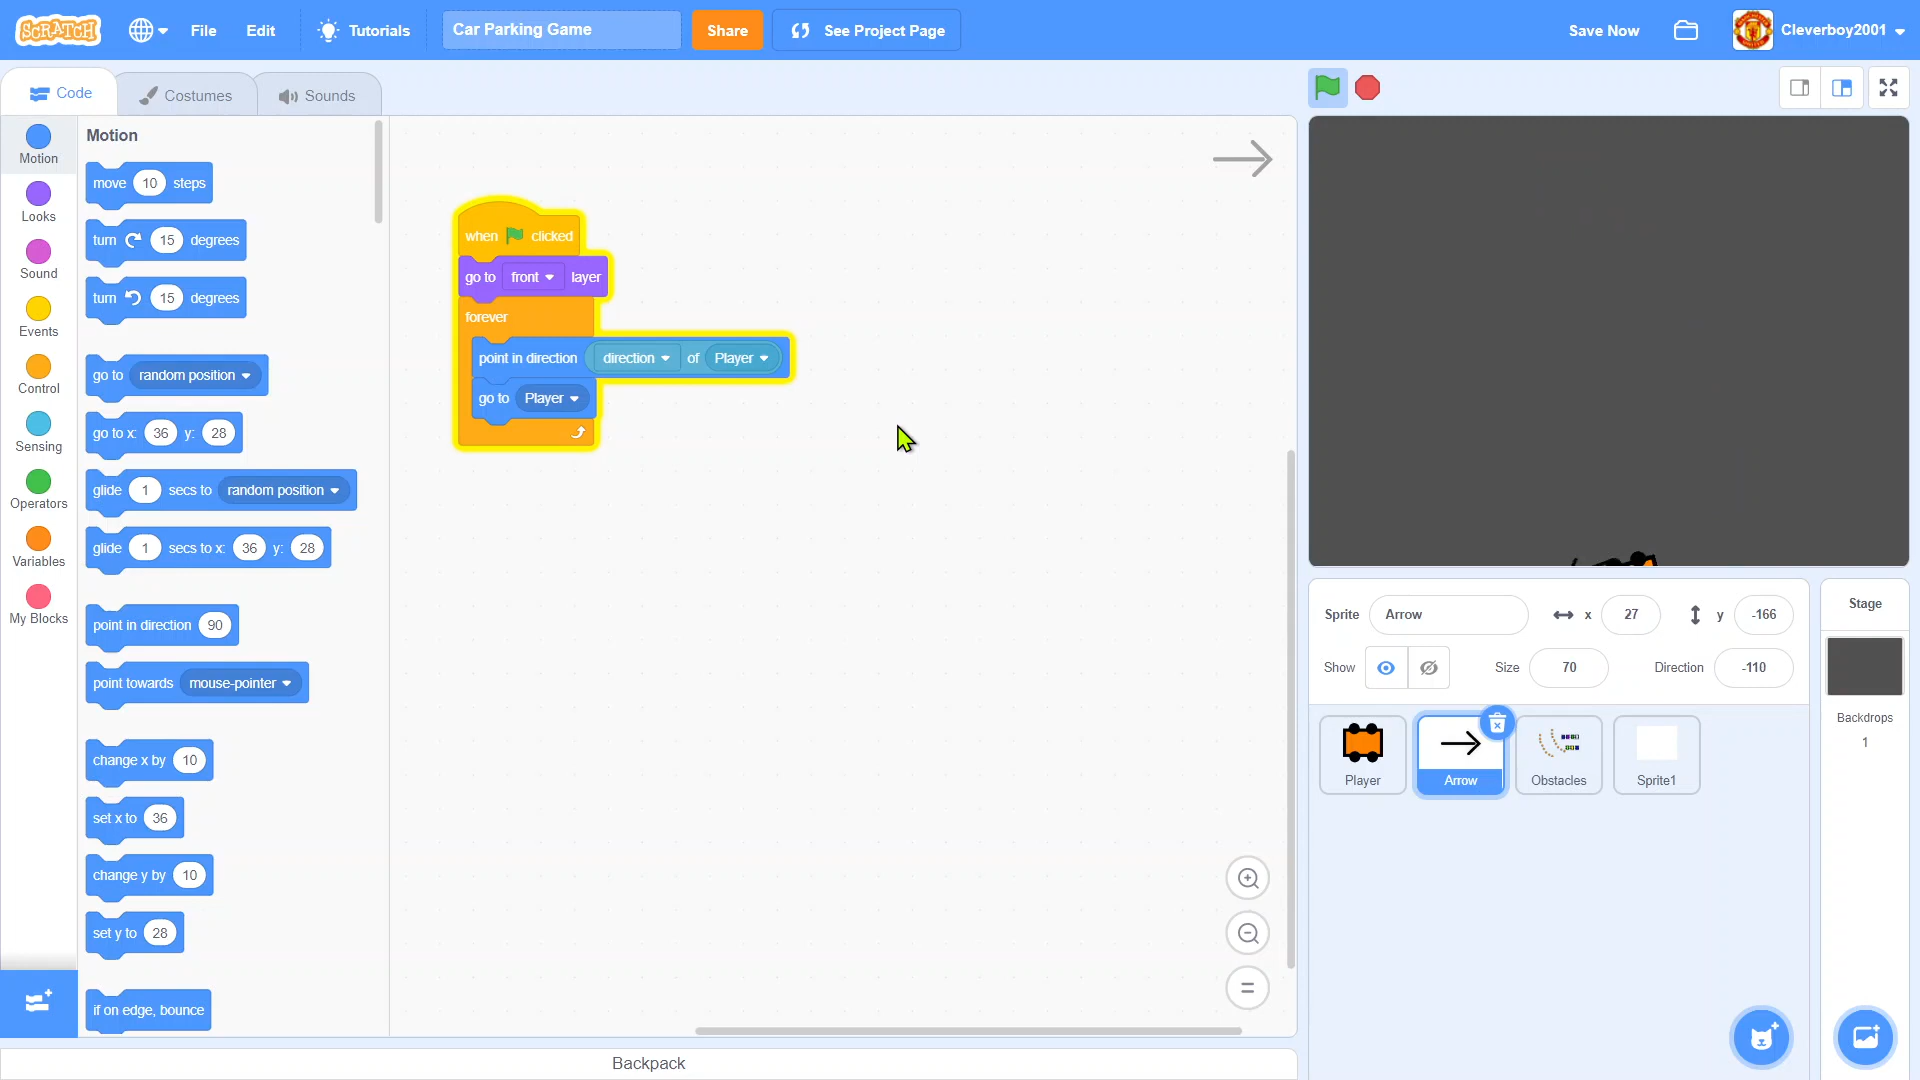 SCRATCH File Edit Tutorials Car Parking Game Share See Project Page Save Now Cleverboy2001
Code Costumes Sounds
Motion
Looks
Sound
Events
Control
Sensing
Operators
Variables
My Blocks
Motion
move 10 steps
turn 15 degrees
turn 15 degrees
go to random position
go to x: 36 y: 28
glide 1 secs to random position
glide 1 secs to x: 36 y: 28
point in direction 90
point towards mouse-pointer
change x by 10
set x to 36
change y by 10
set y to 28
if on edge, bounce
when clicked
go to front layer
forever
point in direction direction of Player
go to Player
Sprite Arrow x 27 y -166
Show Size 70 Direction -110
Player Arrow Obstacles Sprite1
Stage
Backdrops
1
Backpack